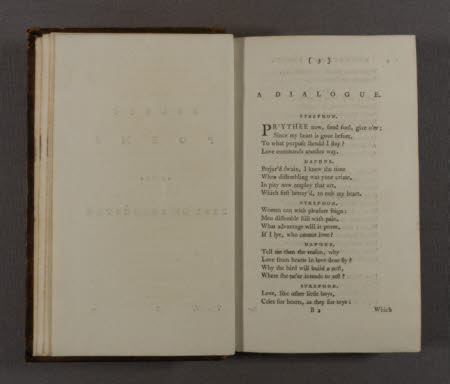 [ 3 ]
A DIALOGUE.
STREPHON.
PR'YTHEE now, fond fool, give o'er;
Since my heart is gone before,
To what purpose should I stay?
Love commands another way.
DAPHNE.
Perjur'd swain, I knew the time
When dissembling was your crime,
In pity now employ that art,
Which first betray'd, to ease my heart.
STREPHON.
Women can with pleasure feign:
Men dissemble still with pain.
What advantage will it prove,
If I lye, who cannot love?
DAPHNE.
Tell me then the reason, why
Love from hearts in love does fly?
Why the bird will build a nest,
Where she ne'er intends to rest?
STREPHON.
Love, like other little boys,
Cries for hearts, as they for toys:
B 2 Which